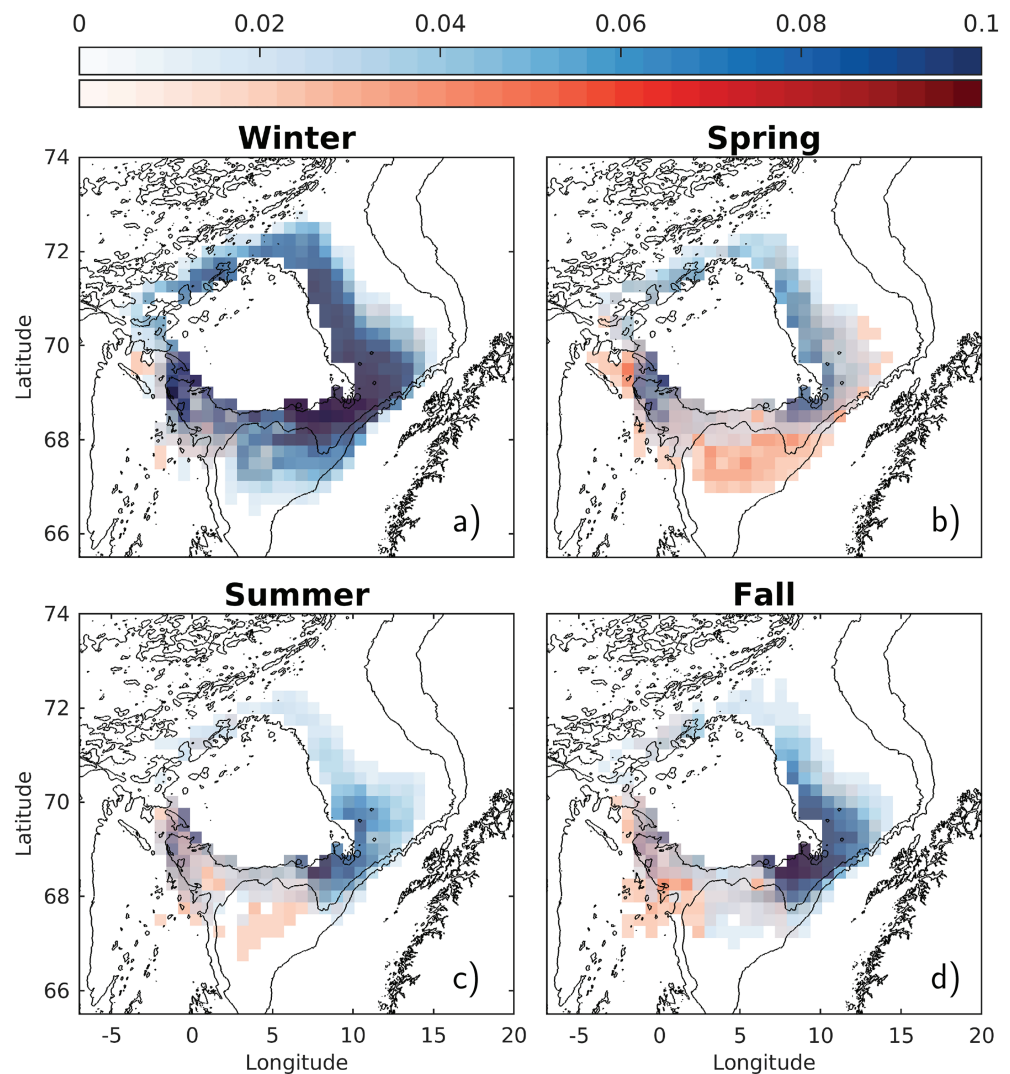 0 0.02 0.04 0.06 0.08 0.1
Winter Spring
74
72
70
68
66
Latitude
a) b)
Summer Fall
74
72
70
68
66
Latitude
c) d)
-5 0 5 10 15 20 -5 0 5 10 15 20
Longitude Longitude